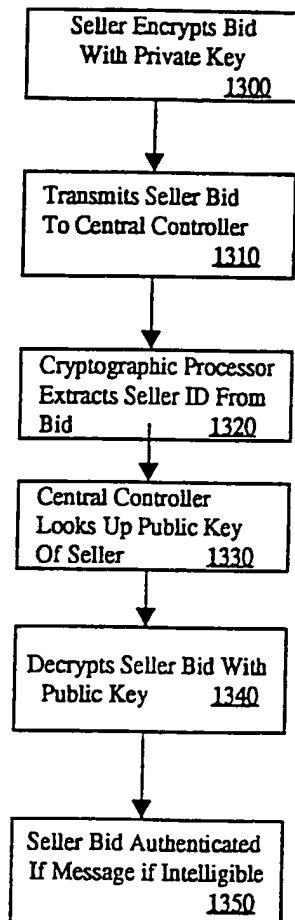 Seller Encrypts Bid
With Private Key
1300
Transmits Seller Bid
To Central Controller
1310
Cryptographic Processor
Extracts Seller ID From
Bid 1320
Central Controller
Looks Up Public Key
Of Seller 1330
Decrypts Seller Bid With
Public Key 1340
Seller Bid Authenticated
If Message if Intelligible
1350